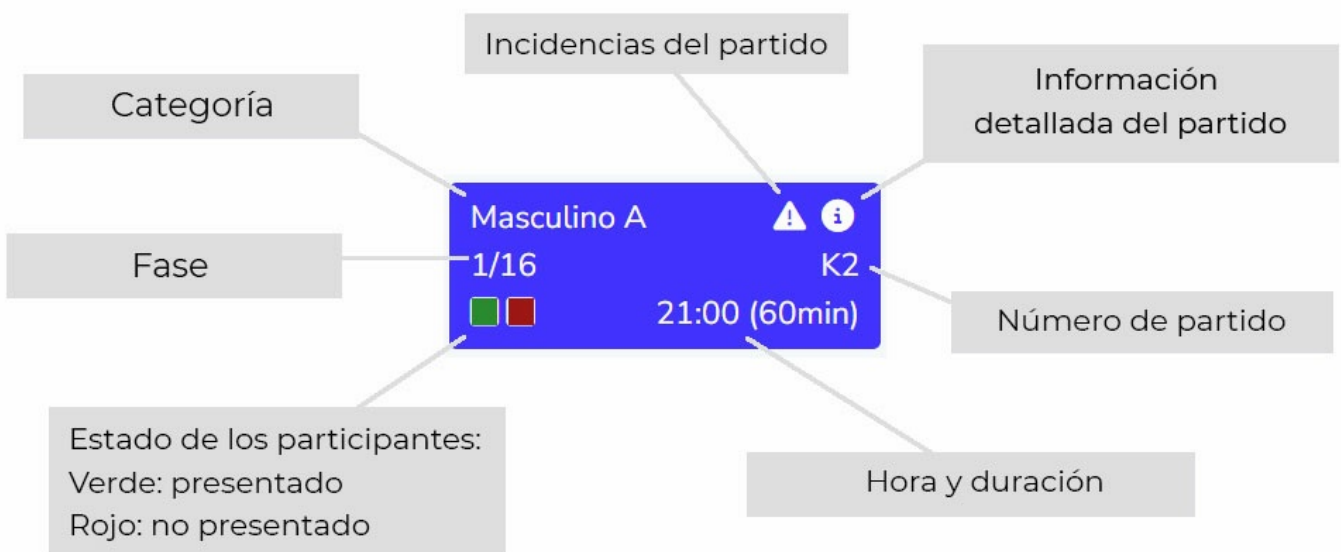 Incidencias del partido
Información
detallada del partido
Categoría
Masculino A
Fase
1/16
K2
21:00 (60min)
Número de partido
Estado de los participantes:
Verde: presentado
Rojo: no presentado
Hora y duración